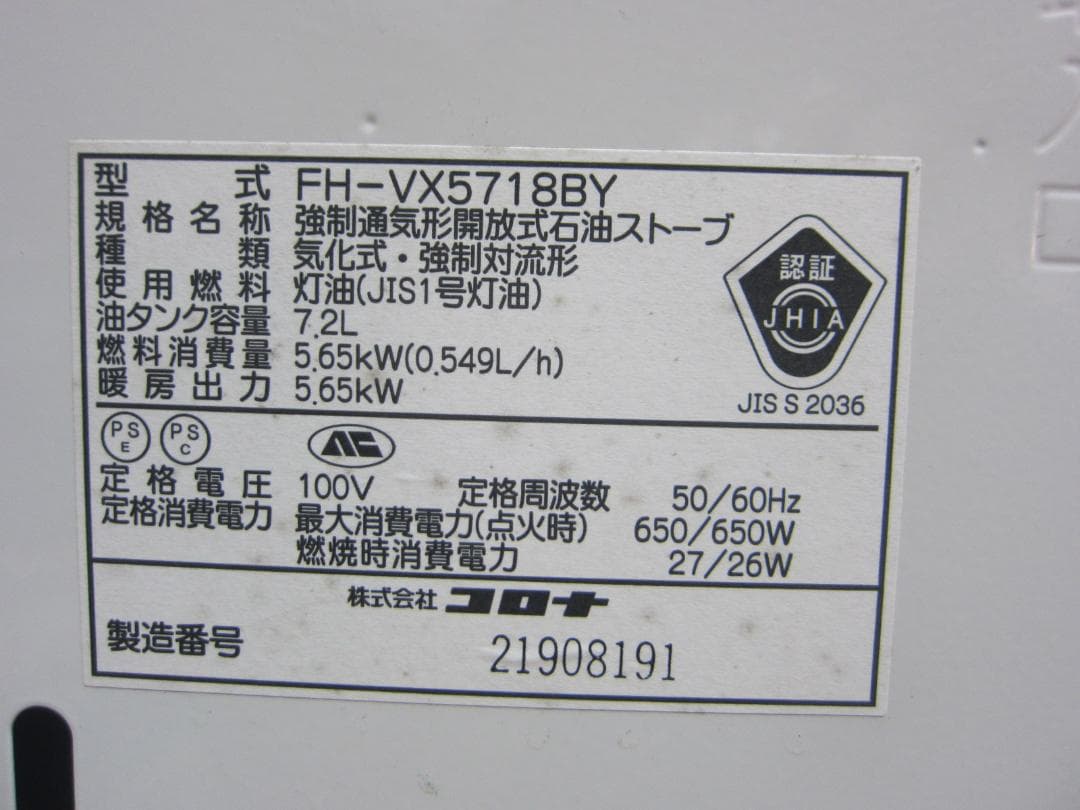 型式 FH-VX5718BY
規格名称 強制通気形開放式石油ストーブ
種類 気化式・強制対流形
使用燃料 灯油(JIS1号灯油)
油タンク容量 7.2L
燃料消費量 5.65kW(0.549L/h)
暖房出力 5.65kW
認証
JHIA
JIS S 2036
PS E PS C
定格電圧 100V 定格周波数 50/60Hz
定格消費電力 最大消費電力(点火時) 650/650W
燃焼時消費電力 27/26W
株式会社 コロナ
製造番号 21908191